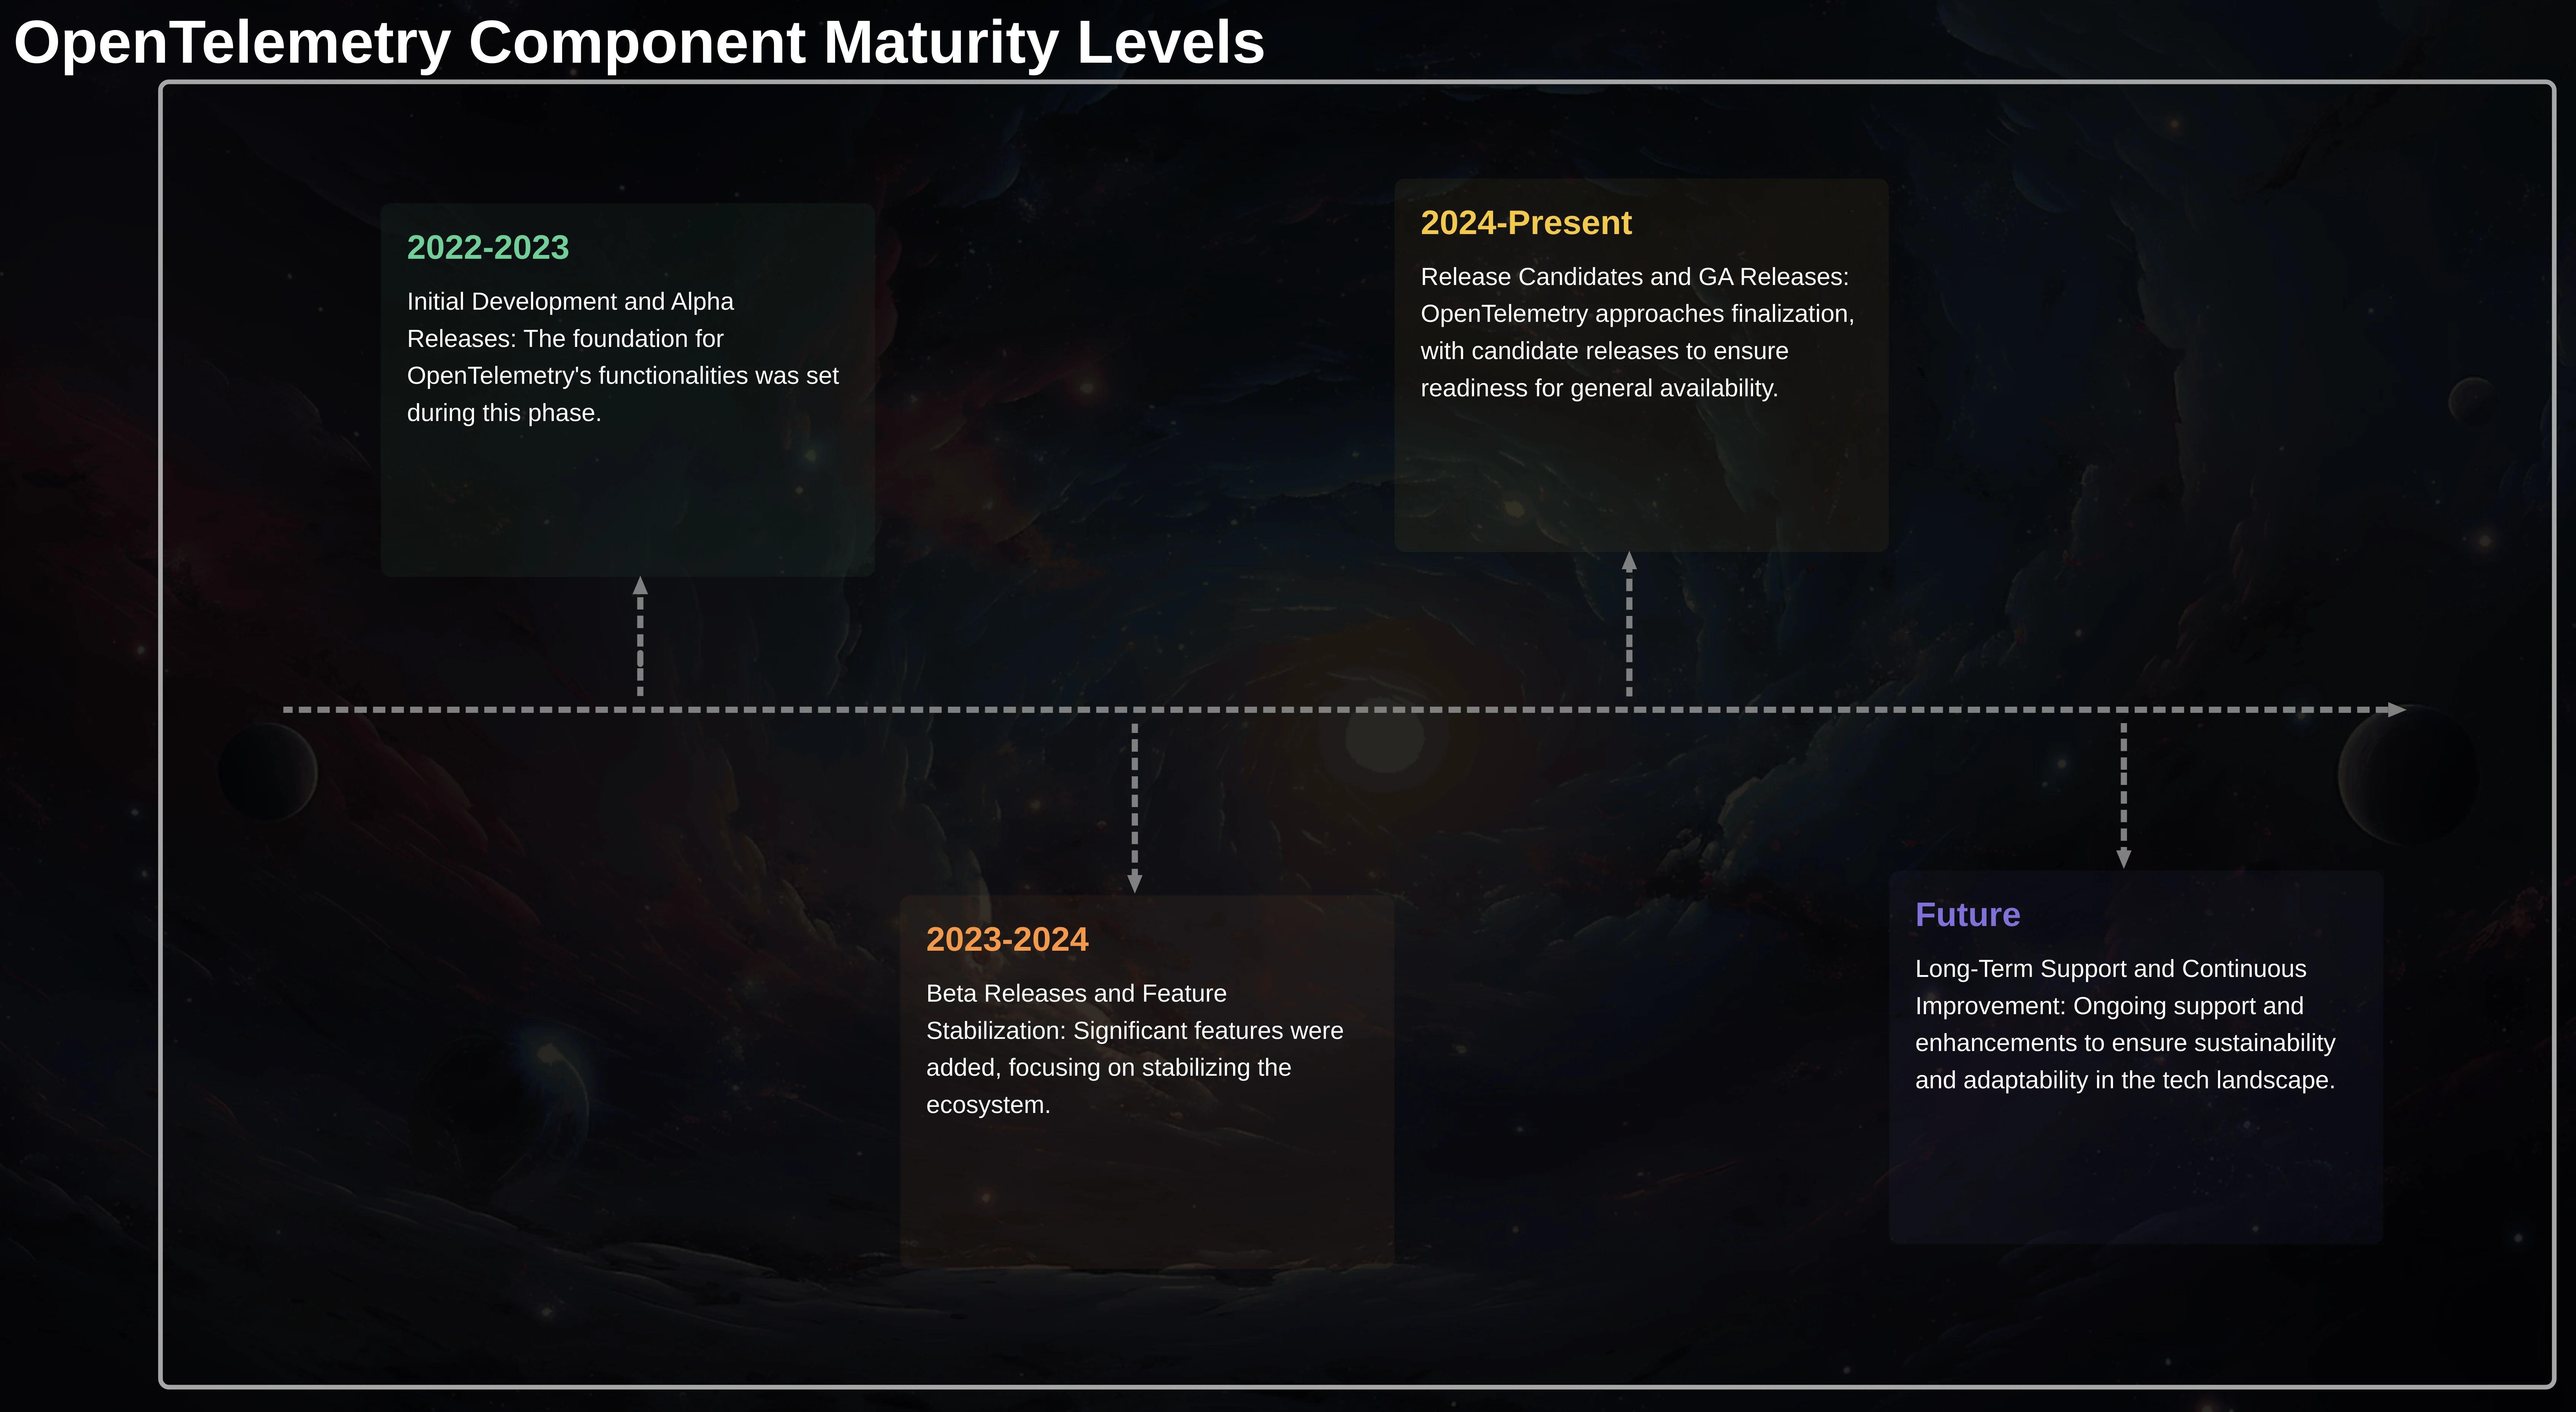 OpenTelemetry Component Maturity Levels
2022-2023
Initial Development and Alpha
Releases: The foundation for
OpenTelemetry's functionalities was set
during this phase.
2023-2024
Beta Releases and Feature
Stabilization: Significant features were
added, focusing on stabilizing the
ecosystem.
2024-Present
Release Candidates and GA Releases:
OpenTelemetry approaches finalization,
with candidate releases to ensure
readiness for general availability.
Future
Long-Term Support and Continuous
Improvement: Ongoing support and
enhancements to ensure sustainability
and adaptability in the tech landscape.